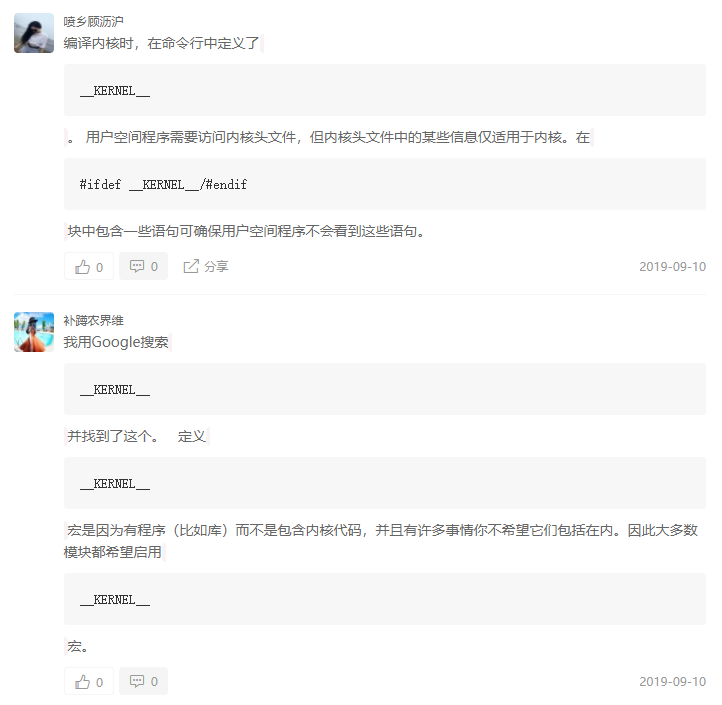 喷乡顾沥沪
编译内核时，在命令行中定义了
__KERNEL__
。 用户空间程序需要访问内核头文件，但内核头文件中的某些信息仅适用于内核。在
#ifdef __KERNEL__/#endif
块中包含一些语句可确保用户空间程序不会看到这些语句。
0 0 分享 2019-09-10
补蹲农界维
我用Google搜索
__KERNEL__
并找到了这个。 定义
__KERNEL__
宏是因为有程序（比如库）而不是包含内核代码，并且有许多事情你不希望它们包括在内。因此大多数
模块都希望启用
__KERNEL__
宏。
0 0 2019-09-10